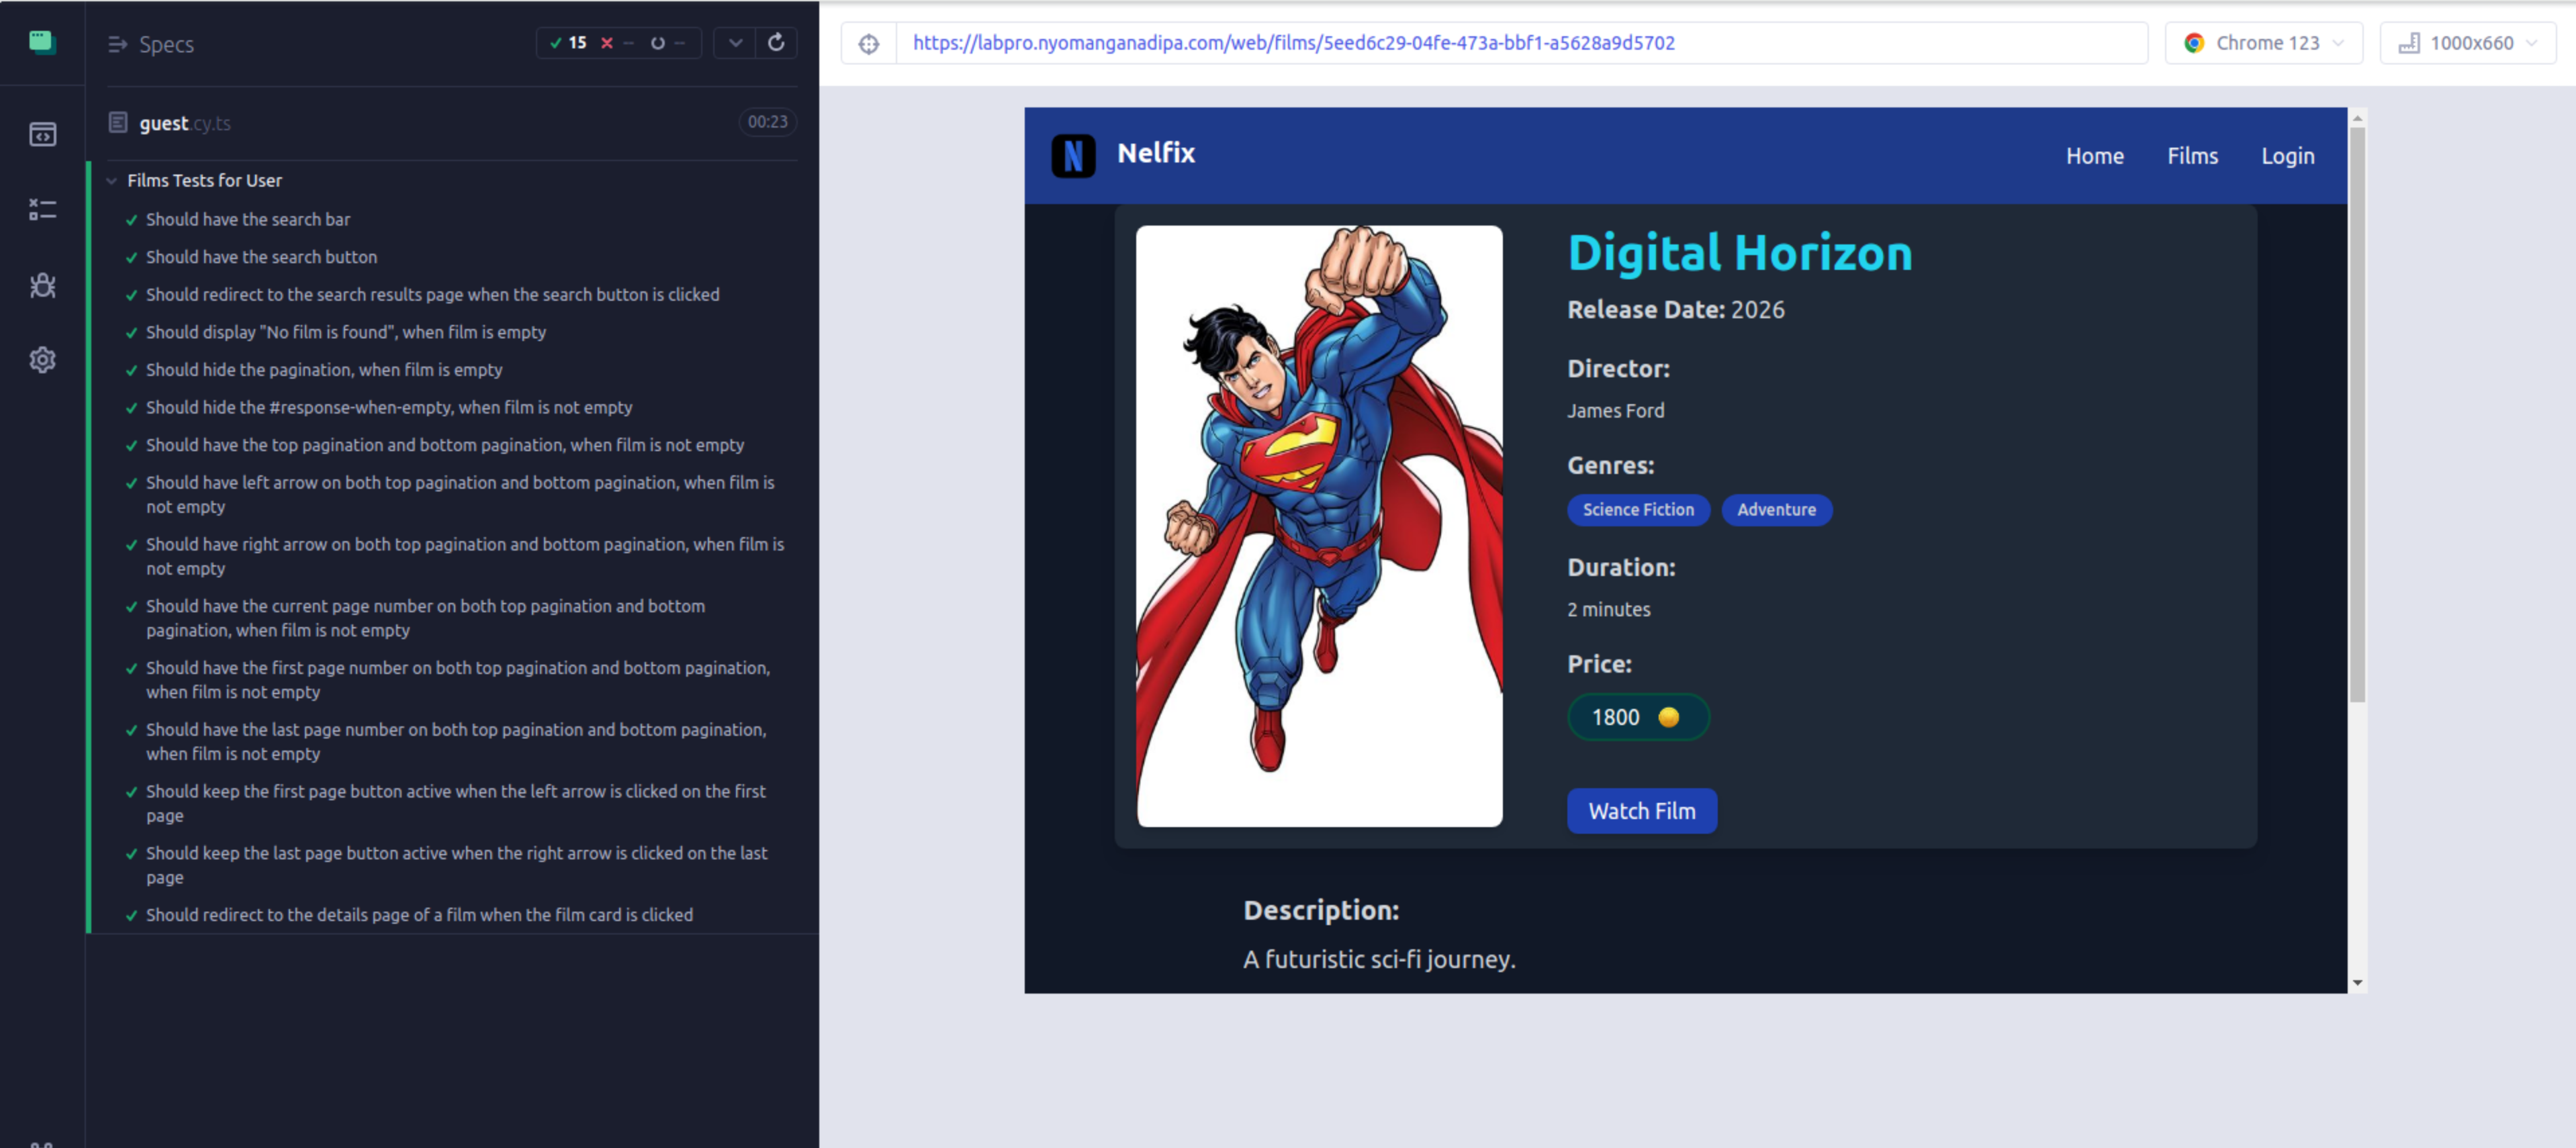 Specs
15
--
--
guest.cy.ts
00:23
Films Tests for User
Should have the search bar
Should have the search button
Should redirect to the search results page when the search button is clicked
Should display "No film is found", when film is empty
Should hide the pagination, when film is empty
Should hide the #response-when-empty, when film is not empty
Should have the top pagination and bottom pagination, when film is not empty
Should have left arrow on both top pagination and bottom pagination, when film is
not empty
Should have right arrow on both top pagination and bottom pagination, when film is
not empty
Should have the current page number on both top pagination and bottom
pagination, when film is not empty
Should have the first page number on both top pagination and bottom pagination,
when film is not empty
Should have the last page number on both top pagination and bottom pagination,
when film is not empty
Should keep the first page button active when the left arrow is clicked on the first
page
Should keep the last page button active when the right arrow is clicked on the last
page
Should redirect to the details page of a film when the film card is clicked
https://labpro.nyomanganadipa.com/web/films/5eed6c29-04fe-473a-bbf1-a5628a9d5702
Chrome 123
1000x660
N
Nelfix
Home
Films
Login
S
Digital Horizon
Release Date: 2026
Director:
James Ford
Genres:
Science Fiction
Adventure
Duration:
2 minutes
Price:
1800
Watch Film
Description:
A futuristic sci-fi journey.